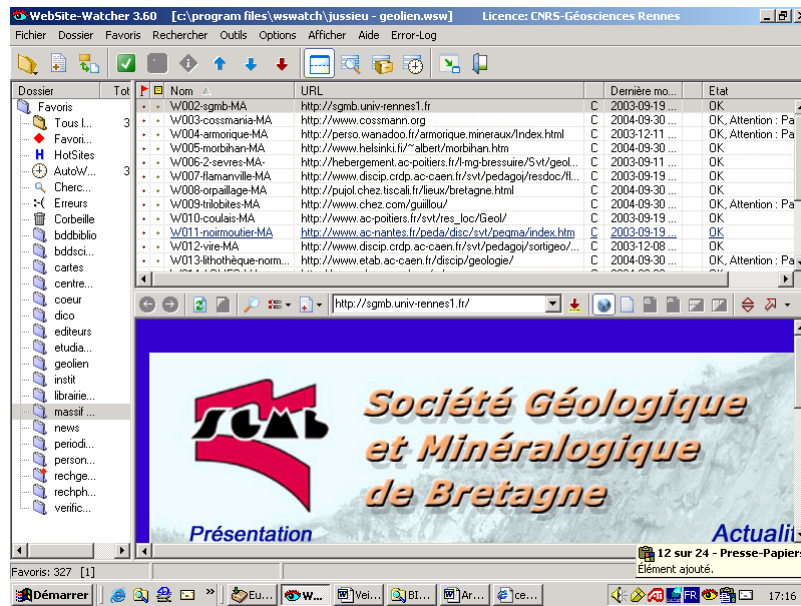 WebSite-Watcher 3.60 [c:\program files\wswatch\jussieu - geolien.wsw] Licence: CNRS-Géosciences Rennes
Fichier Dossier Favoris Rechercher Outils Options Afficher Aide Error-Log
Dossier Tot Nom URL Dernière mo... Etat
Favoris
Tous l... 3
Favori...
HotSites
AutoW... 3
Cherc...
Erreurs
Corbeille
bddbiblio
bddsci...
cartes
centre...
coeur
dico
editeurs
etudia...
geolien
instit
librairie...
massif ...
news
periodi...
person...
rechge...
rechph...
verific...
W002-sgmb-MA http://sgmb.univ-rennes1.fr C 2003-09-19 ... OK
W003-cossmania-MA http://www.cossmann.org C 2004-09-30 ... OK, Attention : Pa
W004-armorique-MA http://perso.wanadoo.fr/armorique.mineraux/Index.html C 2003-12-11 ... OK
W005-morbihan-MA http://www.helsinki.fi/~albert/morbihan.htm C 2004-09-30 ... OK, Attention : Pa
W006-2-sevres-MA- http://hebergement.ac-poitiers.fr/l-mg-bressuire/Svt/geol... C 2003-09-11 ... OK
W007-flamanville-MA http://www.discip.crdp.ac-caen.fr/svt/pedagoj/resdoc/fl... C 2003-09-19 ... OK
W008-orpaillage-MA http://pujol.chez.tiscali.fr/lieux/bretagne.html C 2004-09-30 ... OK
W009-trilobites-MA http://www.chez.com/guillou/ C 2004-09-30 ... OK, Attention : Pa
W010-coulais-MA http://www.ac-poitiers.fr/svt/res_loc/Geol/ C 2003-09-19 ... OK
W011-noirmoutier-MA http://www.ac-nantes.fr/peda/disc/svt/pegma/index.htm C 2003-09-19 ... OK
W012-vire-MA http://www.discip.crdp.ac-caen.fr/svt/pedagoj/sortigeo/... C 2003-12-08 ... OK
W013-lithothèque-norm... http://www.etab.ac-caen.fr/discip/geologie/ C 2004-09-30 ... OK, Attention : Pa
http://sgmb.univ-rennes1.fr/
SGMB
Société Géologique
et Minéralogique
de Bretagne
Présentation Actualit
12 sur 24 - Presse-Papiers
Élément ajouté.
Favoris: 327 [1]
Démarrer » Eu... W... Vei... BI... Ar... ce... FR 17:16